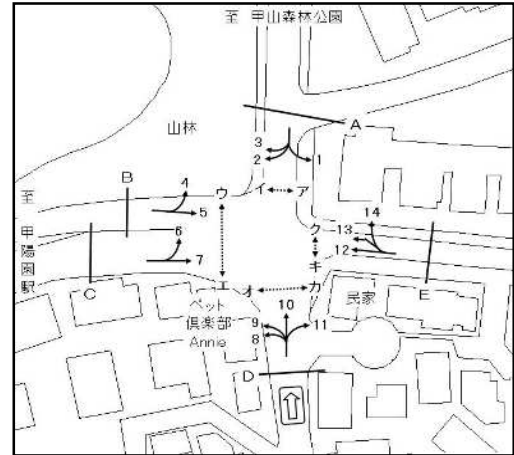 至 甲山森林公園
山林
A
3
2
1
B
4
ウ
イ
ア
5
至
甲
陽
園
駅
6
7
ク
14
13
12
キ
カ
エ
オ
C
E
ペット
倶楽部
Annie
民家
10
9
8
11
D